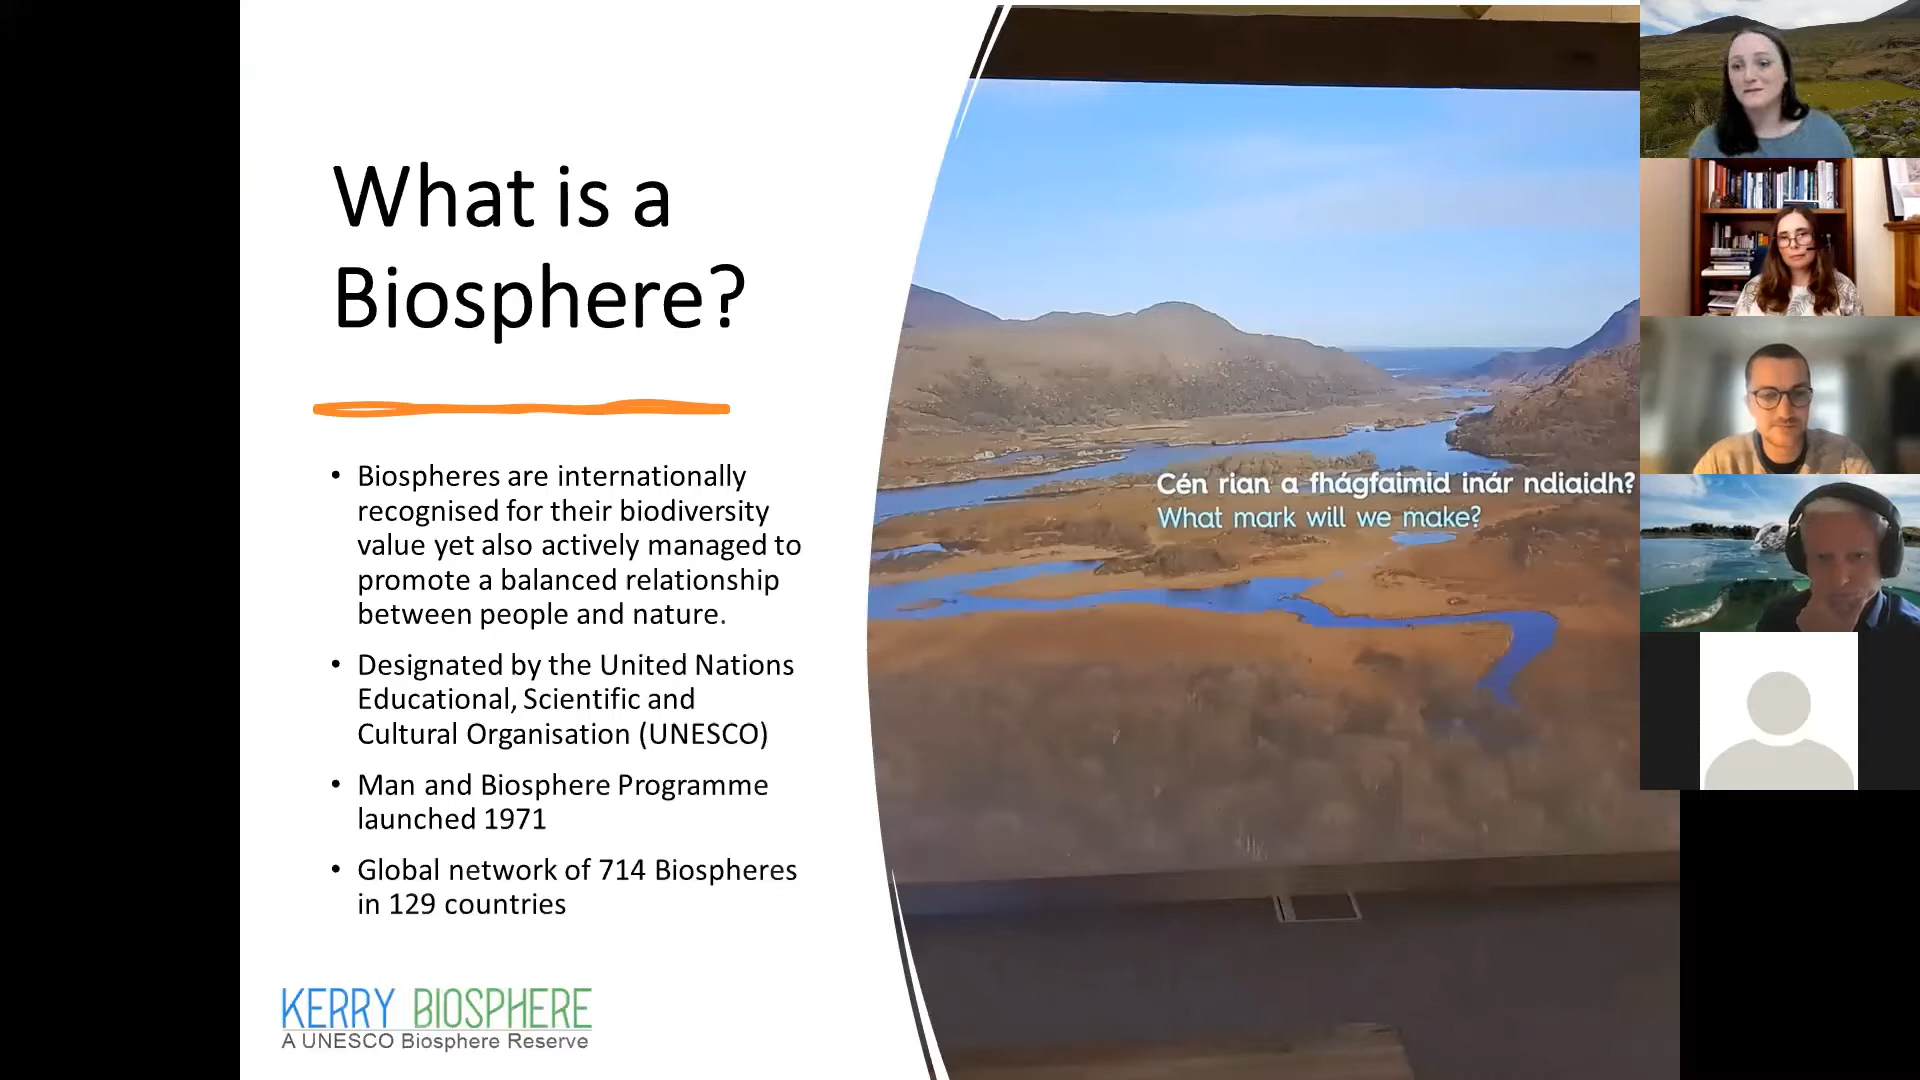 What is a
Biosphere?
• Biospheres are internationally
recognised for their biodiversity
value yet also actively managed to
promote a balanced relationship
between people and nature.
• Designated by the United Nations
Educational, Scientific and
Cultural Organisation (UNESCO)
• Man and Biosphere Programme
launched 1971
• Global network of 714 Biospheres
in 129 countries
KERRY BIOSPHERE
A UNESCO Biosphere Reserve
Cén rian a fhágfaimid inár ndiaidh?
What mark will we make?